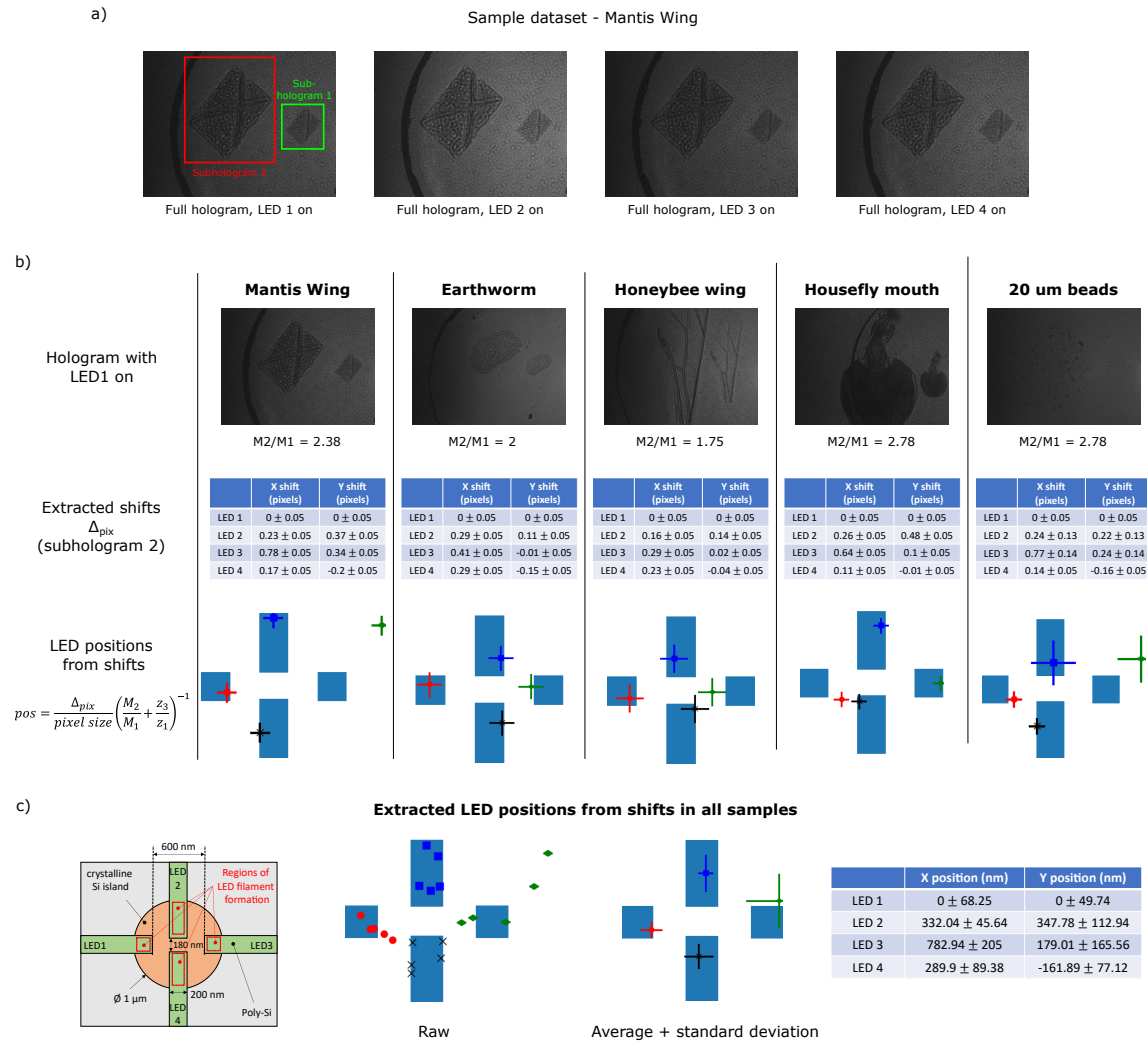 a)
Sample dataset - Mantis Wing
Sub-
hologram 1
Subhologram 2
Full hologram, LED 1 on
Full hologram, LED 2 on
Full hologram, LED 3 on
Full hologram, LED 4 on
b)
Mantis Wing
Earthworm
Honeybee wing
Housefly mouth
20 um beads
Hologram with
LED1 on
M2/M1 = 2.38
M2/M1 = 2
M2/M1 = 1.75
M2/M1 = 2.78
M2/M1 = 2.78
Extracted shifts
Δpix
(subhologram 2)
X shift (pixels) Y shift (pixels)
LED 1 0 ± 0.05 0 ± 0.05
LED 2 0.23 ± 0.05 0.37 ± 0.05
LED 3 0.78 ± 0.05 0.34 ± 0.05
LED 4 0.17 ± 0.05 -0.2 ± 0.05
X shift (pixels) Y shift (pixels)
LED 1 0 ± 0.05 0 ± 0.05
LED 2 0.29 ± 0.05 0.11 ± 0.05
LED 3 0.41 ± 0.05 -0.01 ± 0.05
LED 4 0.29 ± 0.05 -0.15 ± 0.05
X shift (pixels) Y shift (pixels)
LED 1 0 ± 0.05 0 ± 0.05
LED 2 0.16 ± 0.05 0.14 ± 0.05
LED 3 0.29 ± 0.05 0.02 ± 0.05
LED 4 0.23 ± 0.05 -0.04 ± 0.05
X shift (pixels) Y shift (pixels)
LED 1 0 ± 0.05 0 ± 0.05
LED 2 0.26 ± 0.05 0.48 ± 0.05
LED 3 0.64 ± 0.05 0.1 ± 0.05
LED 4 0.11 ± 0.05 -0.01 ± 0.05
X shift (pixels) Y shift (pixels)
LED 1 0 ± 0.05 0 ± 0.05
LED 2 0.24 ± 0.13 0.22 ± 0.13
LED 3 0.77 ± 0.14 0.24 ± 0.14
LED 4 0.14 ± 0.05 -0.16 ± 0.05
LED positions
from shifts
pos = Δpix / pixel size (M2/M1 + z3/z1)^−1
c)
Extracted LED positions from shifts in all samples
600 nm
crystalline
Si island
LED
2
Regions of
LED filament
formation
LED1
180 nm
LED3
Ø 1 µm
200 nm
LED
4
Poly-Si
Raw
Average + standard deviation
X position (nm) Y position (nm)
LED 1 0 ± 68.25 0 ± 49.74
LED 2 332.04 ± 45.64 347.78 ± 112.94
LED 3 782.94 ± 205 179.01 ± 165.56
LED 4 289.9 ± 89.38 -161.89 ± 77.12